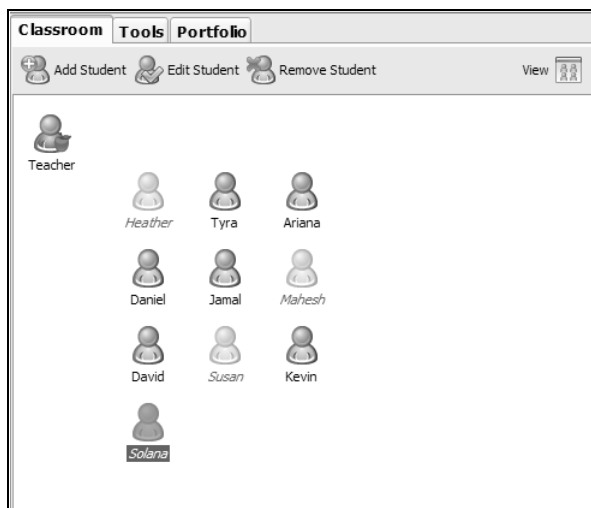 Classroom Tools Portfolio
Add Student Edit Student Remove Student View
Teacher
Heather Tyra Ariana
Daniel Jamal Mahesh
David Susan Kevin
Solana